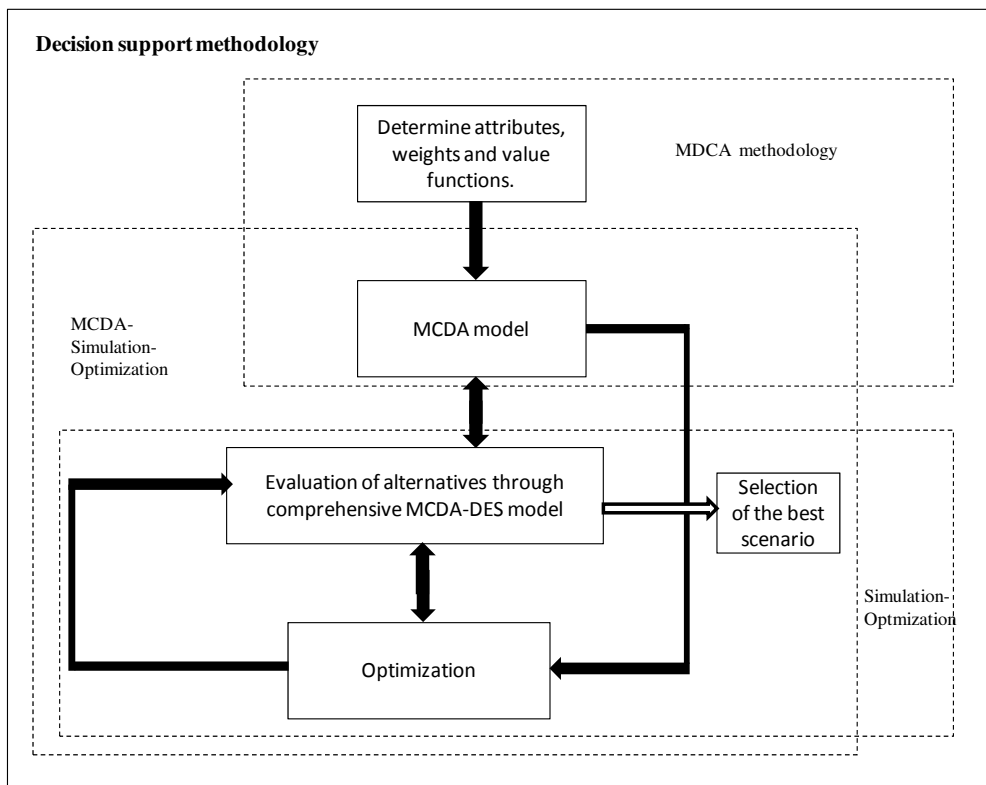 Decision support methodology
Determine attributes,
weights and value
functions.
MDCA methodology
MCDA-
Simulation-
Optimization
MCDA model
Evaluation of alternatives through
comprehensive MCDA-DES model
Selection
of the best
scenario
Simulation-
Optmization
Optimization